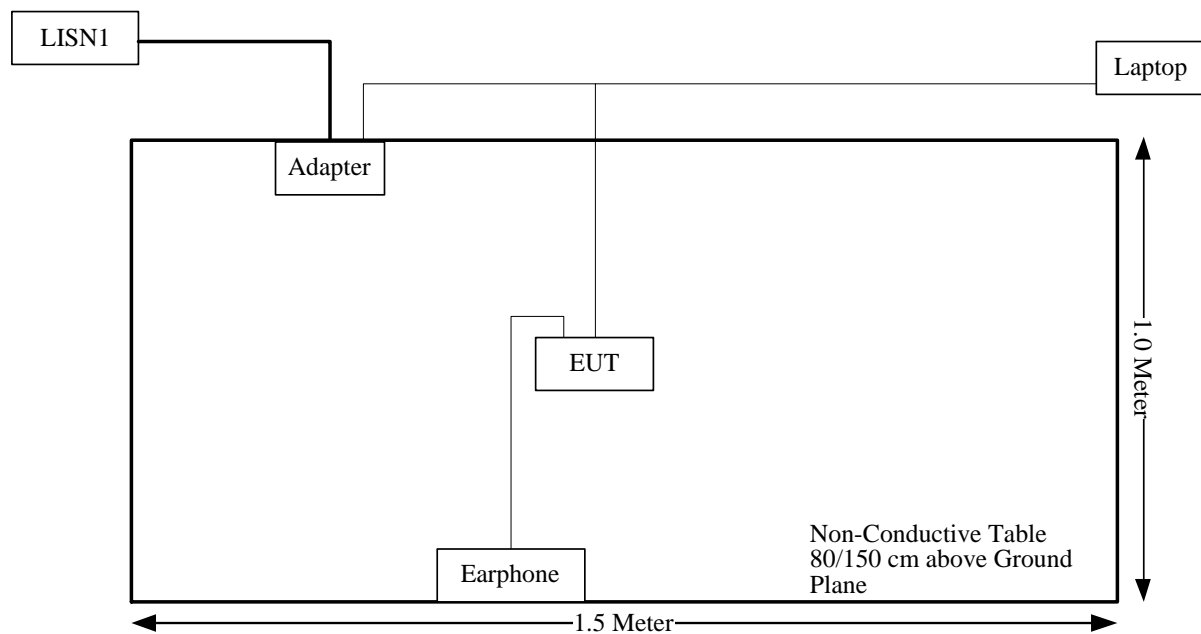 LISN1
Laptop
Adapter
EUT
1.0 Meter
Non-Conductive Table
80/150 cm above Ground
Plane
Earphone
1.5 Meter